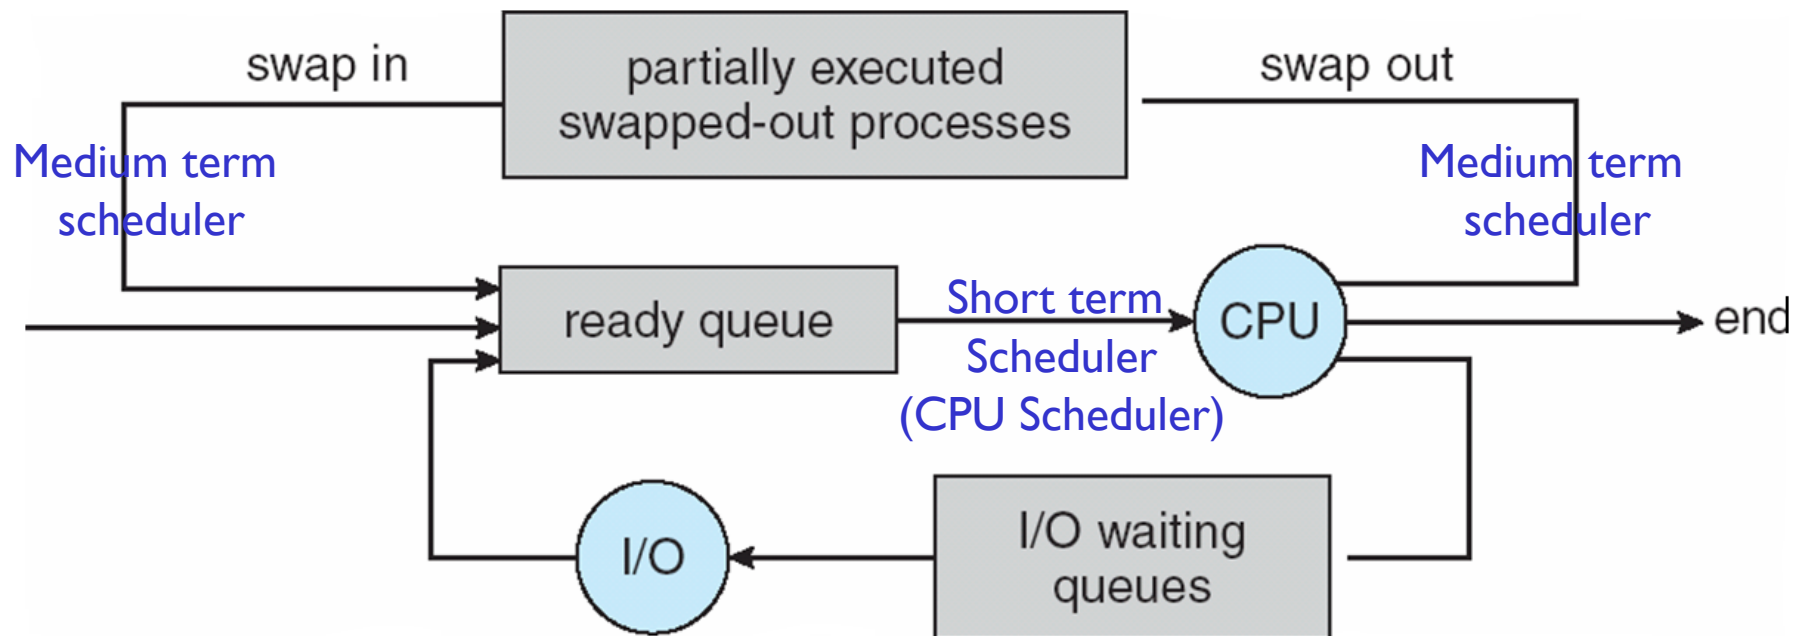 swap in
partially executed
swapped-out processes
swap out
Medium term
scheduler
Medium term
scheduler
ready queue
Short term
Scheduler
(CPU Scheduler)
CPU
end
I/O
I/O waiting
queues